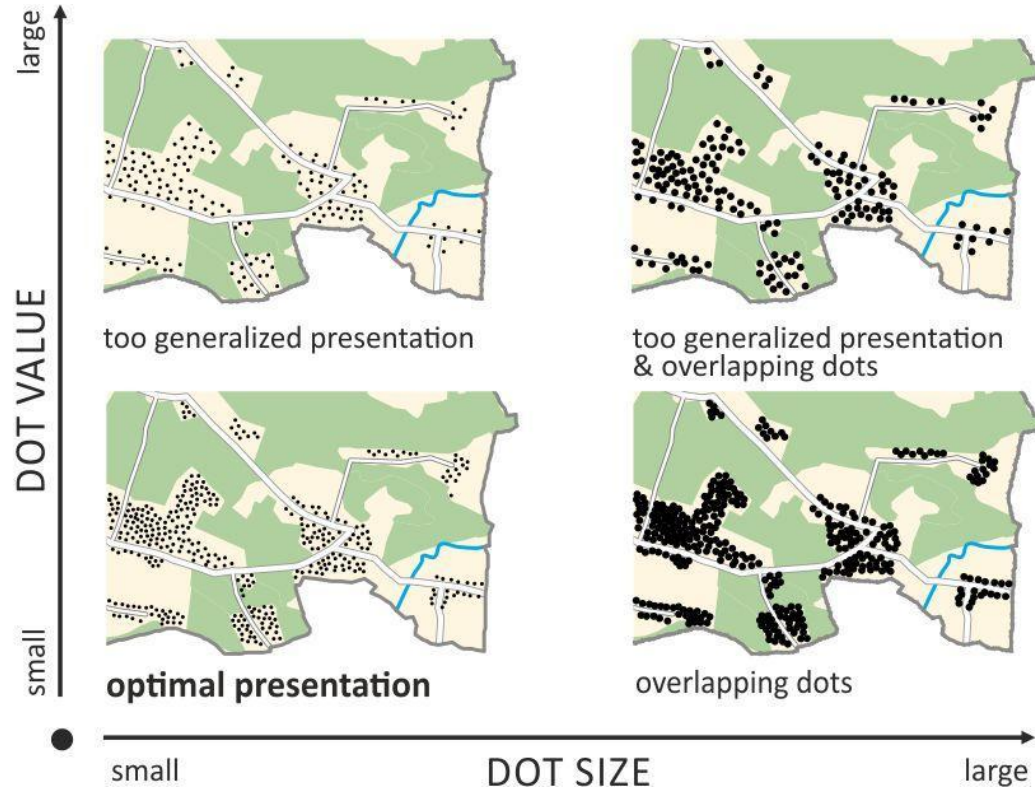 large
DOT VALUE
small
too generalized presentation
too generalized presentation
& overlapping dots
optimal presentation
overlapping dots
small
DOT SIZE
large